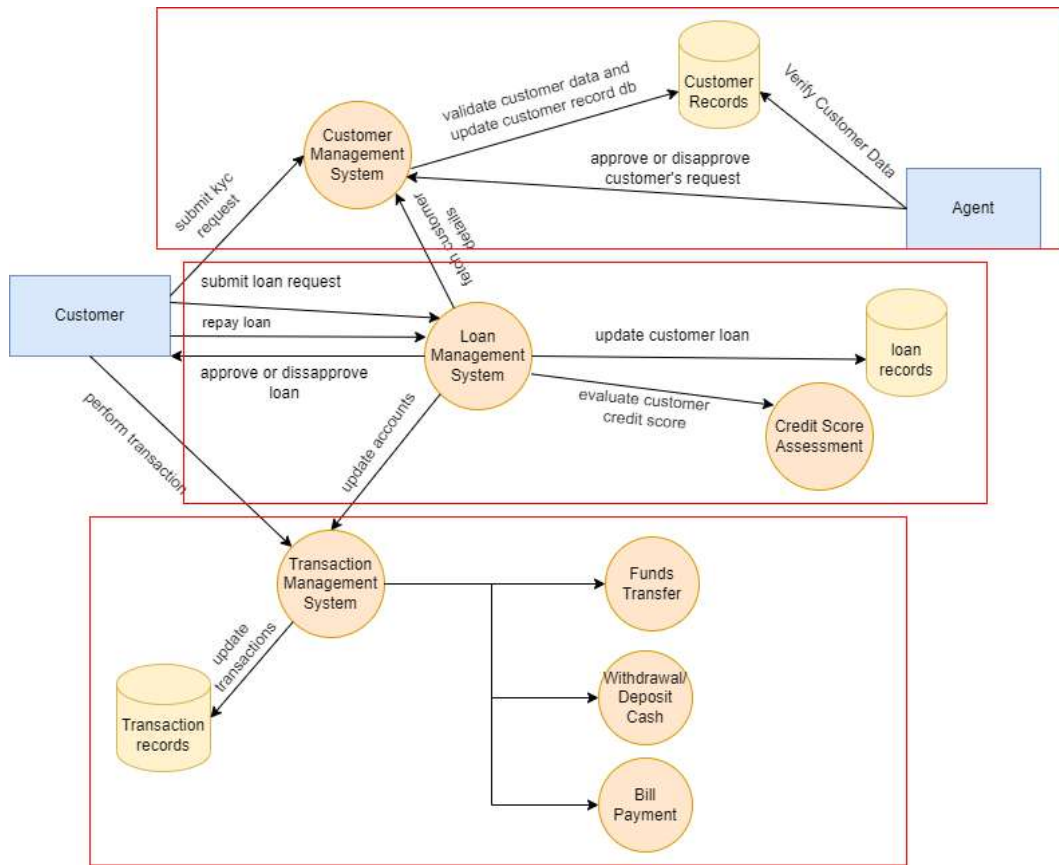 Customer
Records
validate customer data and
update customer record db
Verify Customer Data
Customer
Management
System
approve or disapprove
customer's request
submit kyc
request
Agent
fetch customer
details
Customer
submit loan request
repay loan
approve or dissapprove
loan
Loan
Management
System
update customer loan
loan
records
evaluate customer
credit score
Credit Score
Assessment
perform transaction
update accounts
Transaction
Management
System
Funds
Transfer
update
transactions
Withdrawal/
Deposit
Cash
Transaction
records
Bill
Payment